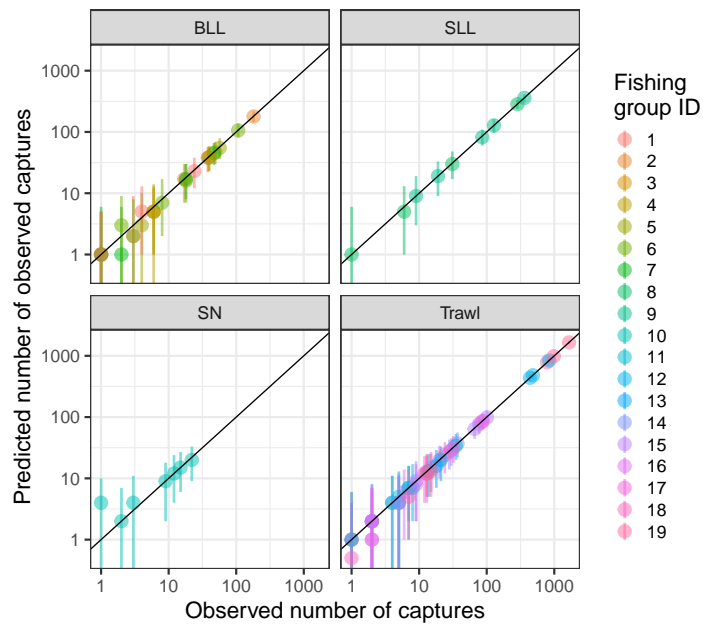 BLL
SLL
1000
100
10
1
SN
Trawl
1000
100
10
1
1 10 100 1000
1 10 100 1000
Observed number of captures
Predicted number of observed captures
Fishing
group ID
1
2
3
4
5
6
7
8
9
10
11
12
13
14
15
16
17
18
19